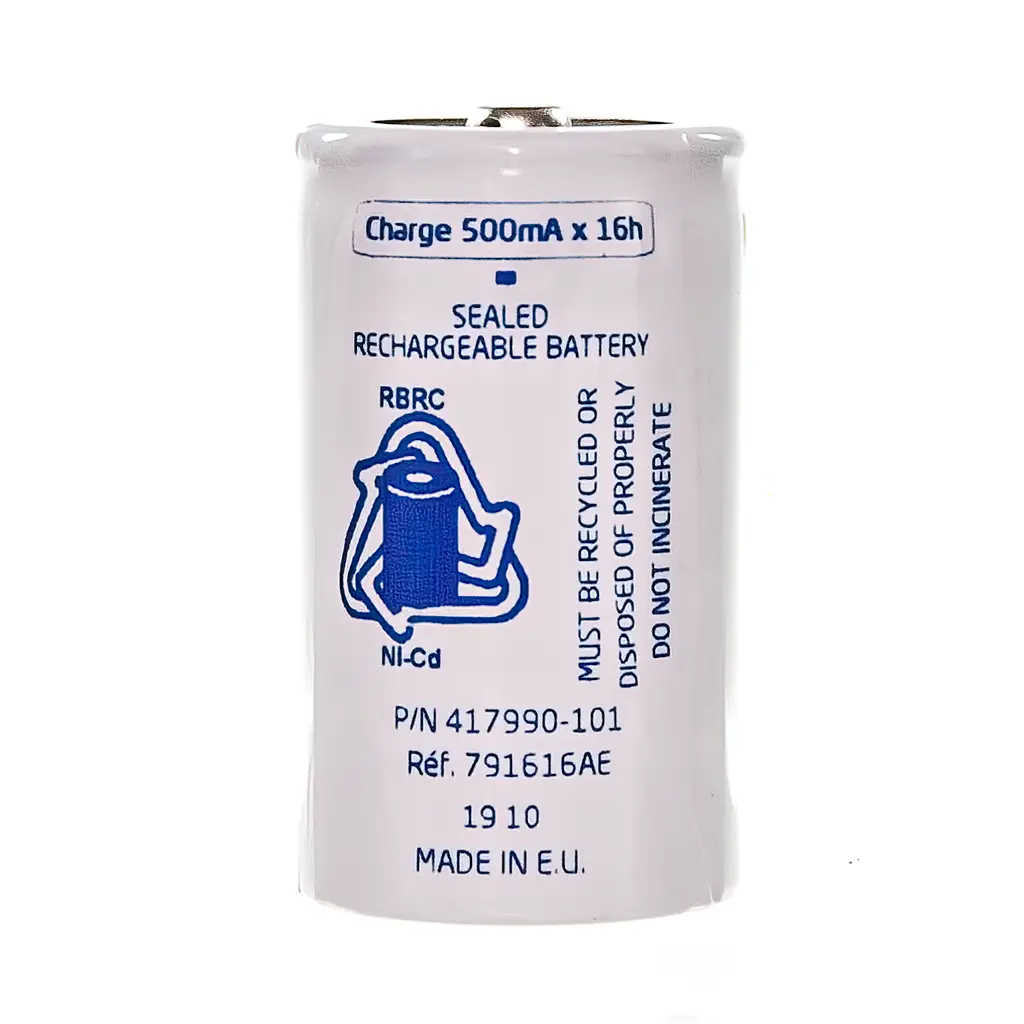 Charge 500mA x 16h
SEALED
RECHARGEABLE BATTERY
RBRC
NI-Cd
MUST BE RECYCLED OR
DISPOSED OF PROPERLY
DO NOT INCINERATE
P/N 417990-101
Réf. 791616AE
19 10
MADE IN E.U.